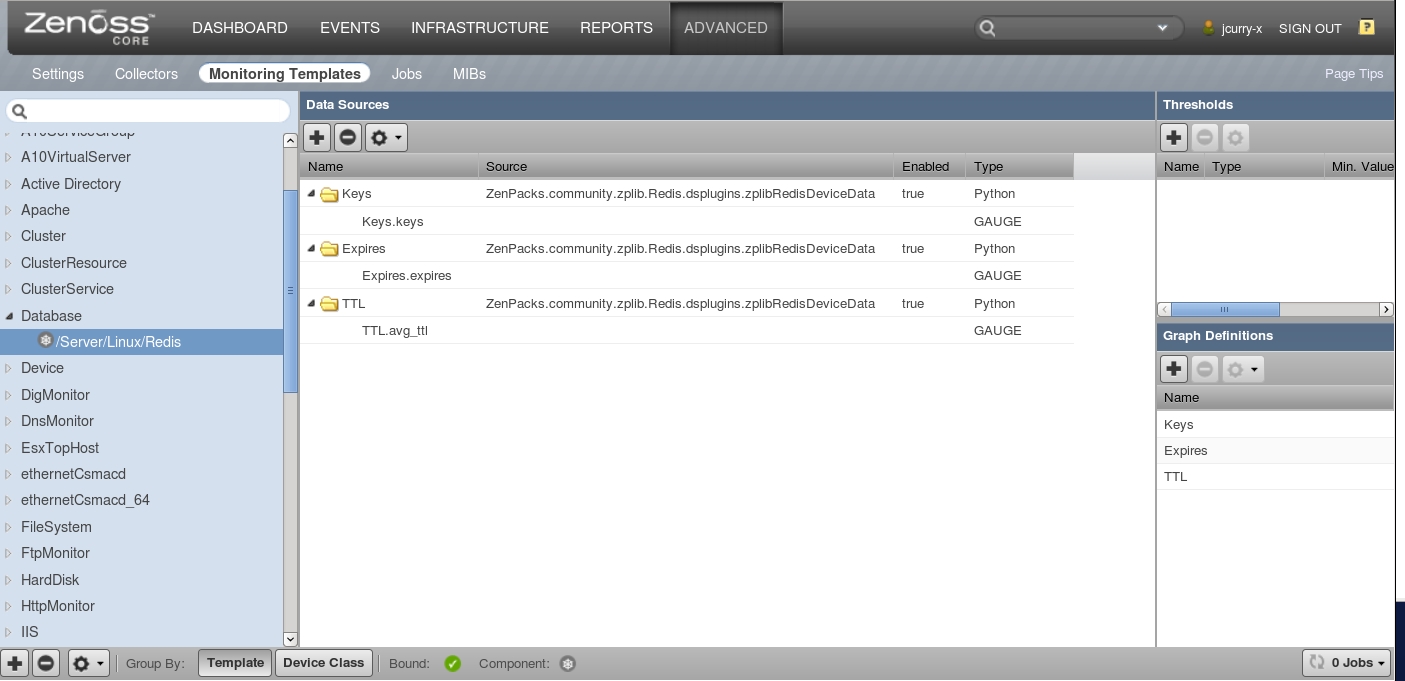 Zenoss™ CORE
DASHBOARD EVENTS INFRASTRUCTURE REPORTS ADVANCED jcurry-x SIGN OUT ?
Settings Collectors Monitoring Templates Jobs MIBs Page Tips
A10ServiceGroup
A10VirtualServer
Active Directory
Apache
Cluster
ClusterResource
ClusterService
Database
/Server/Linux/Redis
Device
DigMonitor
DnsMonitor
EsxTopHost
ethernetCsmacd
ethernetCsmacd_64
FileSystem
FtpMonitor
HardDisk
HttpMonitor
IIS
Data Sources
Name Source Enabled Type
Keys ZenPacks.community.zplib.Redis.dsplugins.zplibRedisDeviceData true Python
Keys.keys GAUGE
Expires ZenPacks.community.zplib.Redis.dsplugins.zplibRedisDeviceData true Python
Expires.expires GAUGE
TTL ZenPacks.community.zplib.Redis.dsplugins.zplibRedisDeviceData true Python
TTL.avg_ttl GAUGE
Thresholds
Name Type Min. Value
Graph Definitions
Name
Keys
Expires
TTL
Group By: Template Device Class Bound: Component: 0 Jobs